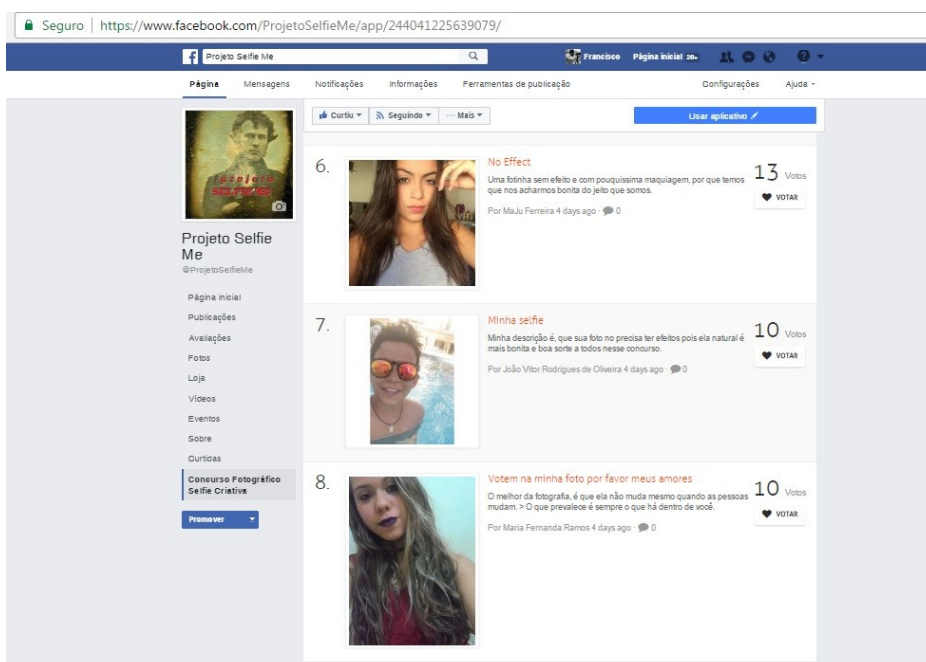 Seguro | https://www.facebook.com/ProjetoSelfieMe/app/244041225639079/
Projeto Selfie Me
Francisco Página inicial 20+
Página Mensagens Notificações Informações Ferramentas de publicação Configurações Ajuda
Curtiu Seguindo ··· Mais Usar aplicativo
#projeto
SELFIE ME
Projeto Selfie
Me
@ProjetoSelfieMe
Página inicial
Publicações
Avaliações
Fotos
Loja
Vídeos
Eventos
Sobre
Curtidas
Concurso Fotográfico
Selfie Criativa
Promover
6.
No Effect
Uma fotinha sem efeito e com pouquissima maquiagem, por que temos
que nos acharmos bonita do jeito que somos.
Por MaJu Ferreira 4 days ago · 0
13 Votos
VOTAR
7.
Minha selfie
Minha descrição é, que sua foto no precisa ter efeitos pois ela natural é
mais bonita e boa sorte a todos nesse concurso.
Por João Vitor Rodrigues de Oliveira 4 days ago · 0
10 Votos
VOTAR
8.
Votem na minha foto por favor meus amores
O melhor da fotografia, é que ela não muda mesmo quando as pessoas
mudam. > O que prevalece é sempre o que há dentro de você.
Por Maria Fernanda Ramos 4 days ago · 0
10 Votos
VOTAR